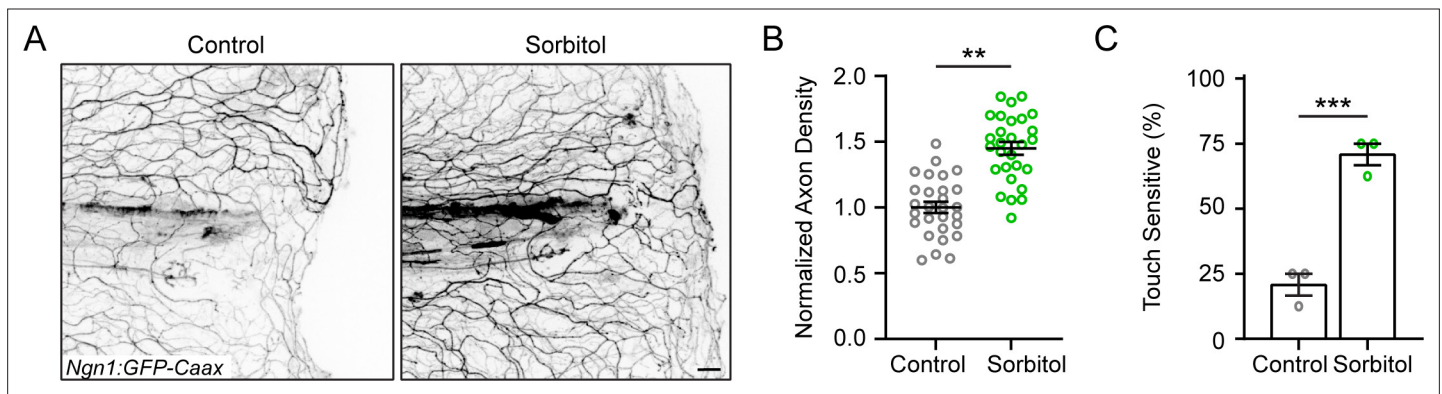 A
Control
Sorbitol
Ngn1:GFP-Caax
B
**
Normalized Axon Density
2.0
1.5
1.0
0.5
0.0
Control
Sorbitol
C
***
Touch Sensitive (%)
100
75
50
25
0
Control
Sorbitol